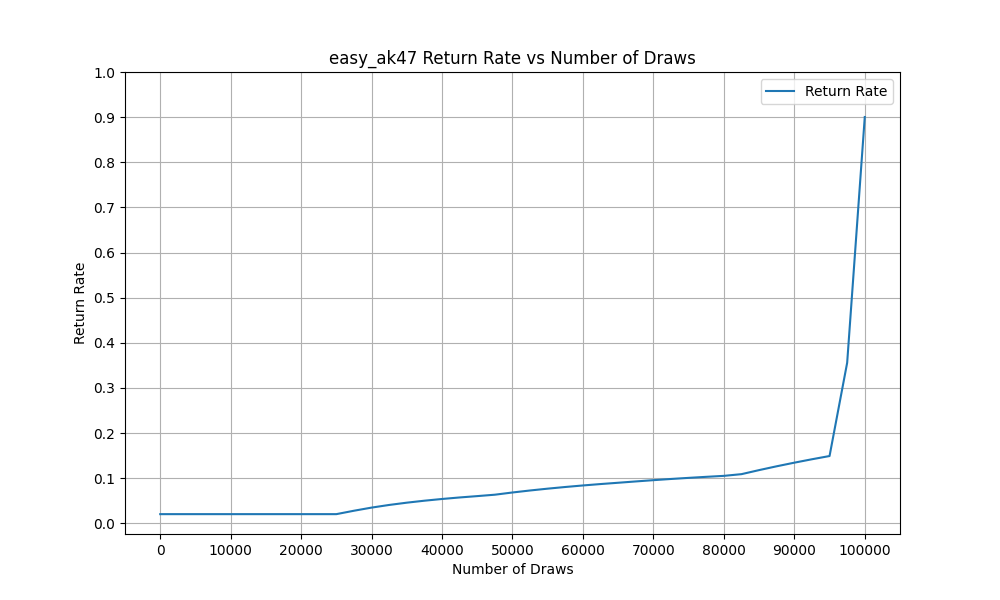 easy_ak47 Return Rate vs Number of Draws
Return Rate
1.0
0.9
0.8
0.7
0.6
0.5
0.4
0.3
0.2
0.1
0.0
Return Rate
0 10000 20000 30000 40000 50000 60000 70000 80000 90000 100000
Number of Draws